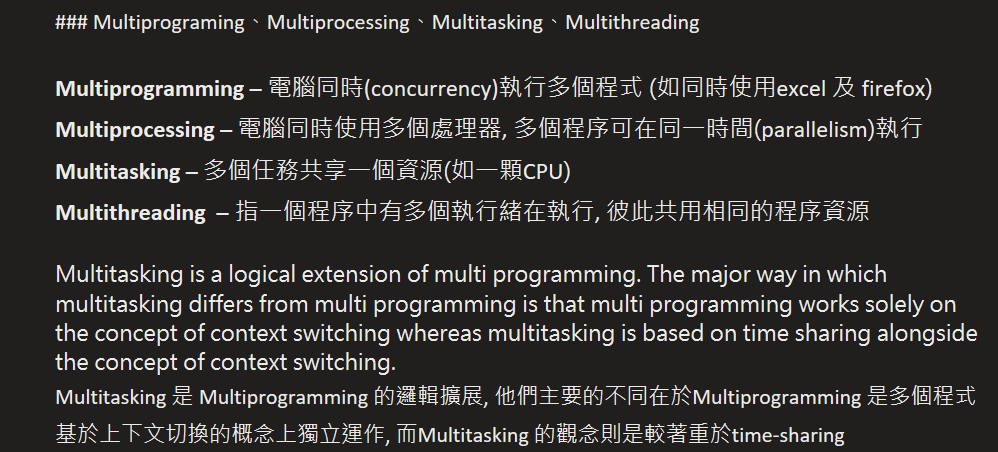 ### Multiprograming、Multiprocessing、Multitasking、Multithreading
Multiprogramming – 電腦同時(concurrency)執行多個程式 (如同時使用excel 及 firefox)
Multiprocessing – 電腦同時使用多個處理器, 多個程序可在同一時間(parallelism)執行
Multitasking – 多個任務共享一個資源(如一顆CPU)
Multithreading – 指一個程序中有多個執行緒在執行, 彼此共用相同的程序資源
Multitasking is a logical extension of multi programming. The major way in which
multitasking differs from multi programming is that multi programming works solely on
the concept of context switching whereas multitasking is based on time sharing alongside
the concept of context switching.
Multitasking 是 Multiprogramming 的邏輯擴展, 他們主要的不同在於Multiprogramming 是多個程式
基於上下文切換的概念上獨立運作, 而Multitasking 的觀念則是較著重於time-sharing